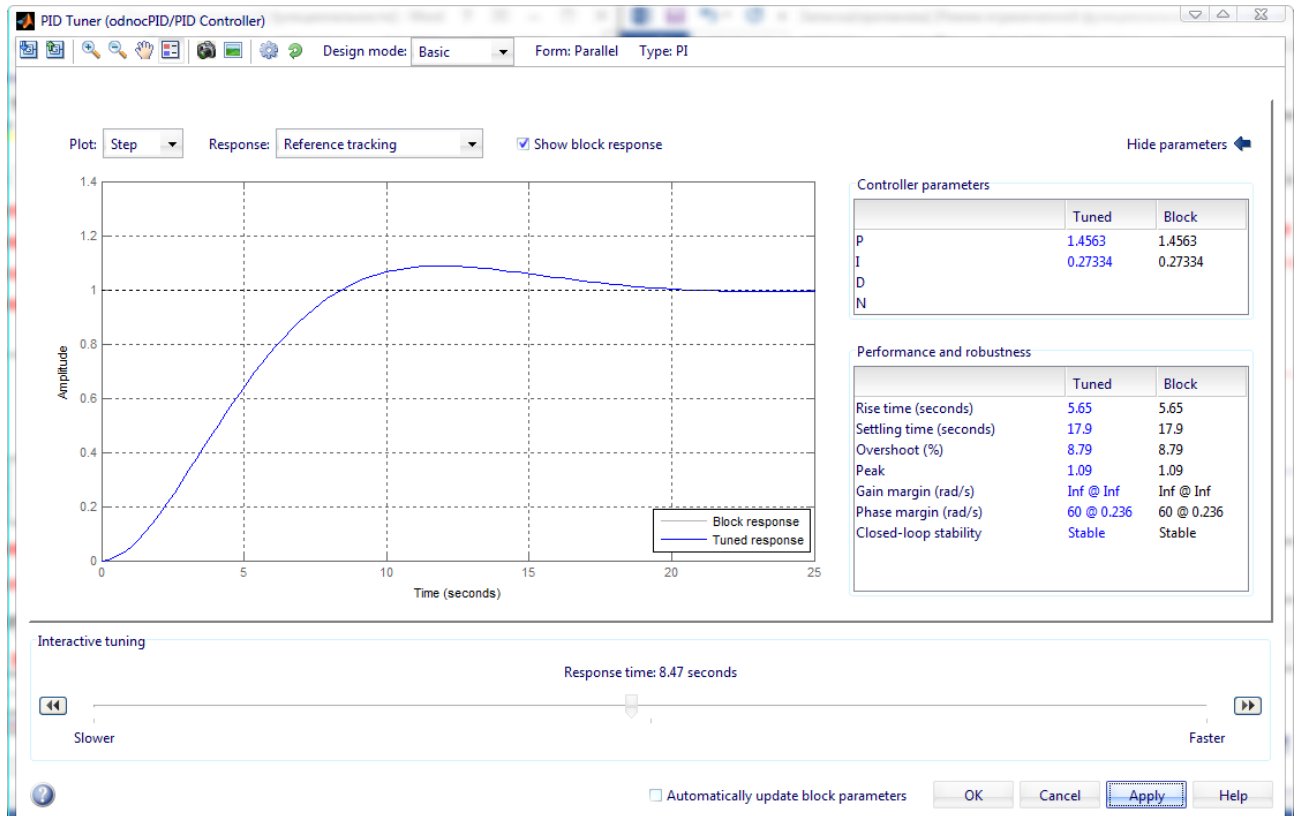 PID Tuner (odnocPID/PID Controller)
Design mode: Basic Form: Parallel Type: PI
Plot: Step Response: Reference tracking Show block response Hide parameters
1.4
1.2
1
0.8
0.6
0.4
0.2
0
Amplitude
0 5 10 15 20 25
Time (seconds)
Block response
Tuned response
Controller parameters
Tuned Block
P 1.4563 1.4563
I 0.27334 0.27334
D
N
Performance and robustness
Tuned Block
Rise time (seconds) 5.65 5.65
Settling time (seconds) 17.9 17.9
Overshoot (%) 8.79 8.79
Peak 1.09 1.09
Gain margin (rad/s) Inf @ Inf Inf @ Inf
Phase margin (rad/s) 60 @ 0.236 60 @ 0.236
Closed-loop stability Stable Stable
Interactive tuning
Response time: 8.47 seconds
Slower Faster
Automatically update block parameters OK Cancel Apply Help